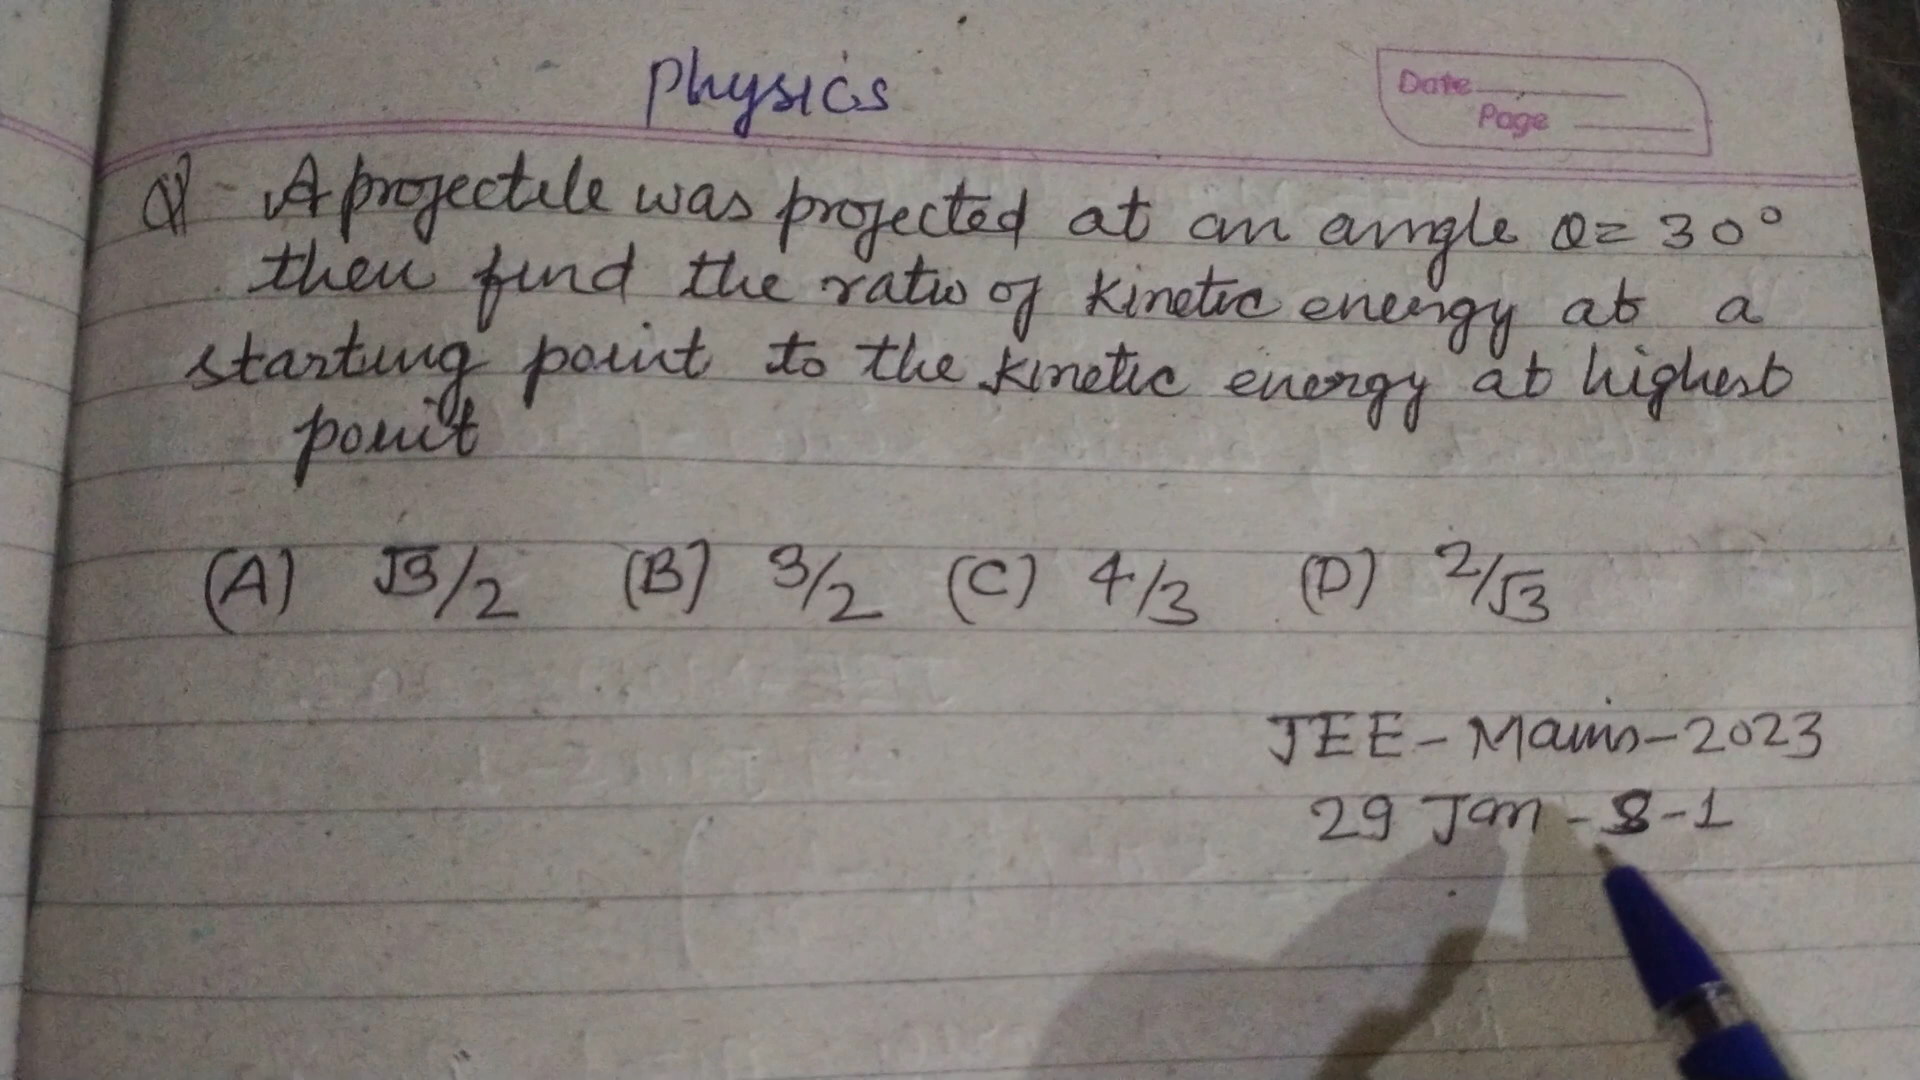 Physics
Date
Page
Q - A projectile was projected at an angle θ = 30°
then find the ratio of kinetic energy at a
starting point to the kinetic energy at highest
point
(A) √3/2 (B) 3/2 (C) 4/3 (D) 2/√3
JEE - Mains - 2023
29 Jan - S - 1